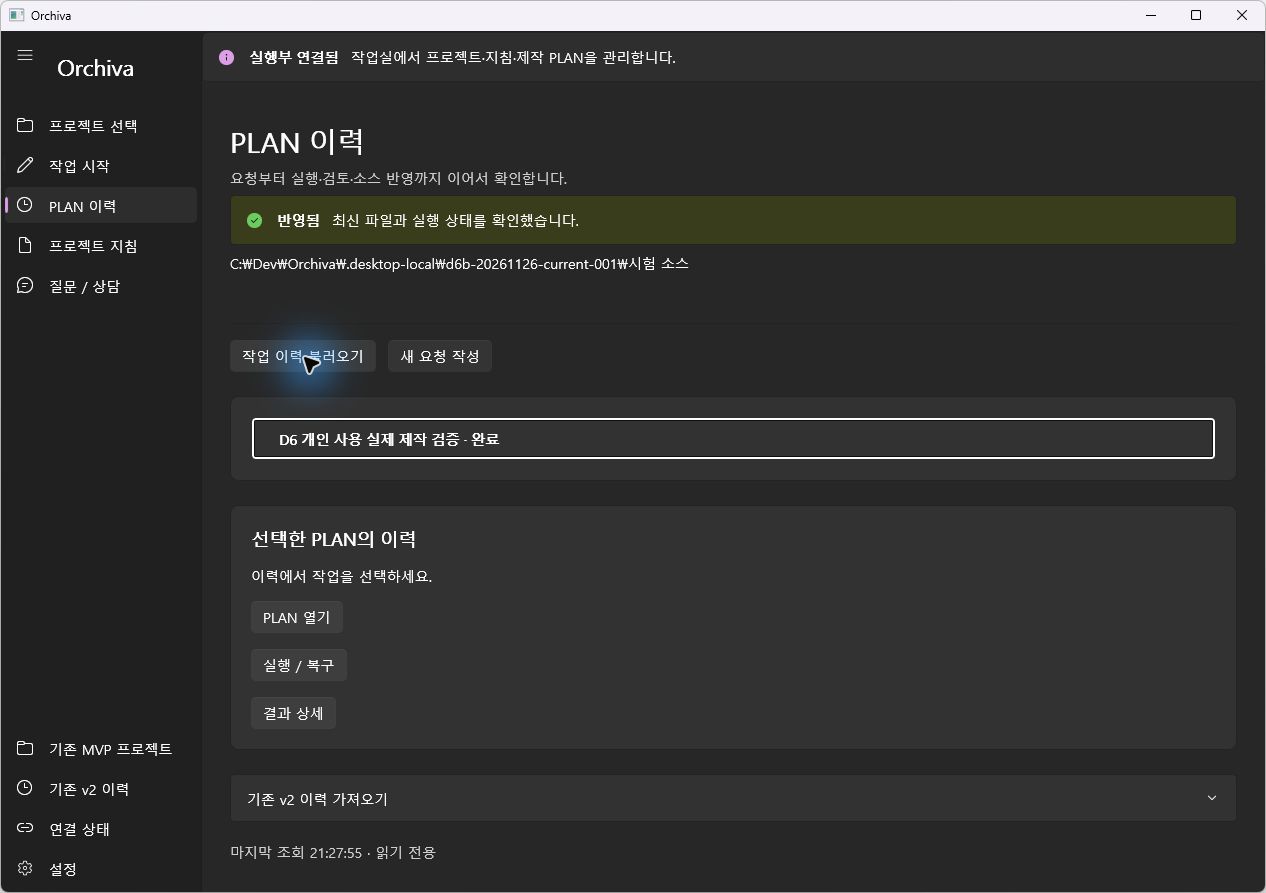 Orchiva
Orchiva
실행부 연결됨 작업실에서 프로젝트·지침·제작 PLAN을 관리합니다.
프로젝트 선택
작업 시작
PLAN 이력
프로젝트 지침
질문 / 상담
PLAN 이력
요청부터 실행·검토·소스 반영까지 이어서 확인합니다.
반영됨 최신 파일과 실행 상태를 확인했습니다.
C:₩Dev₩Orchiva₩.desktop-local₩d6b-20261126-current-001₩시험 소스
작업 이력 불러오기
새 요청 작성
D6 개인 사용 실제 제작 검증 · 완료
선택한 PLAN의 이력
이력에서 작업을 선택하세요.
PLAN 열기
실행 / 복구
결과 상세
기존 v2 이력 가져오기
마지막 조회 21:27:55 · 읽기 전용
기존 MVP 프로젝트
기존 v2 이력
연결 상태
설정